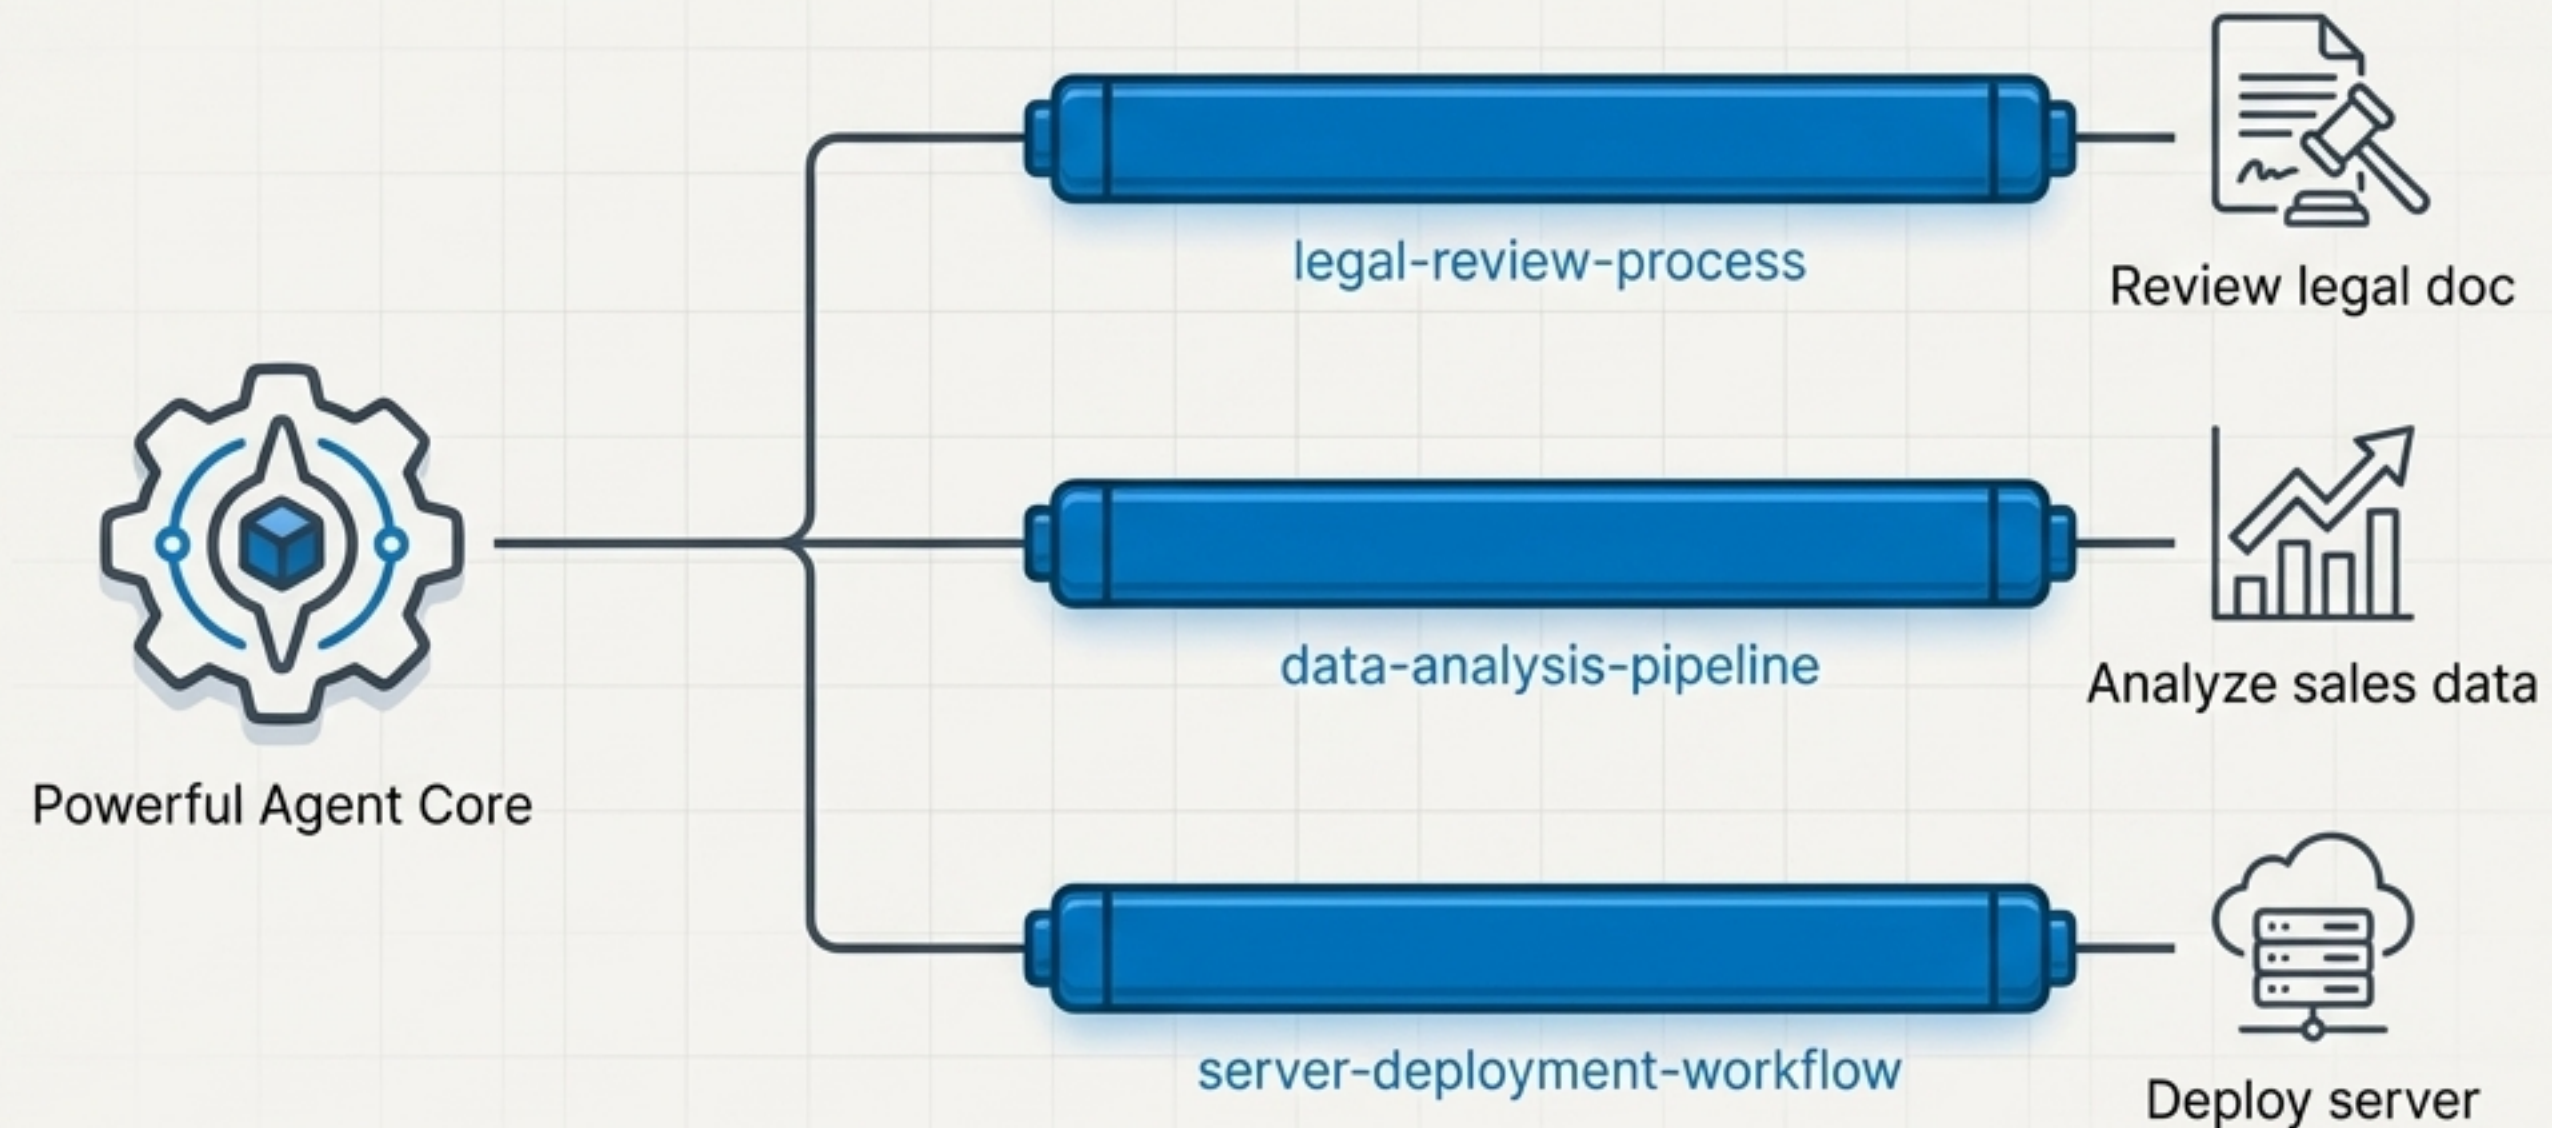 legal-review-process
Review legal doc
data-analysis-pipeline
Analyze sales data
Powerful Agent Core
server-deployment-workflow
Deploy server